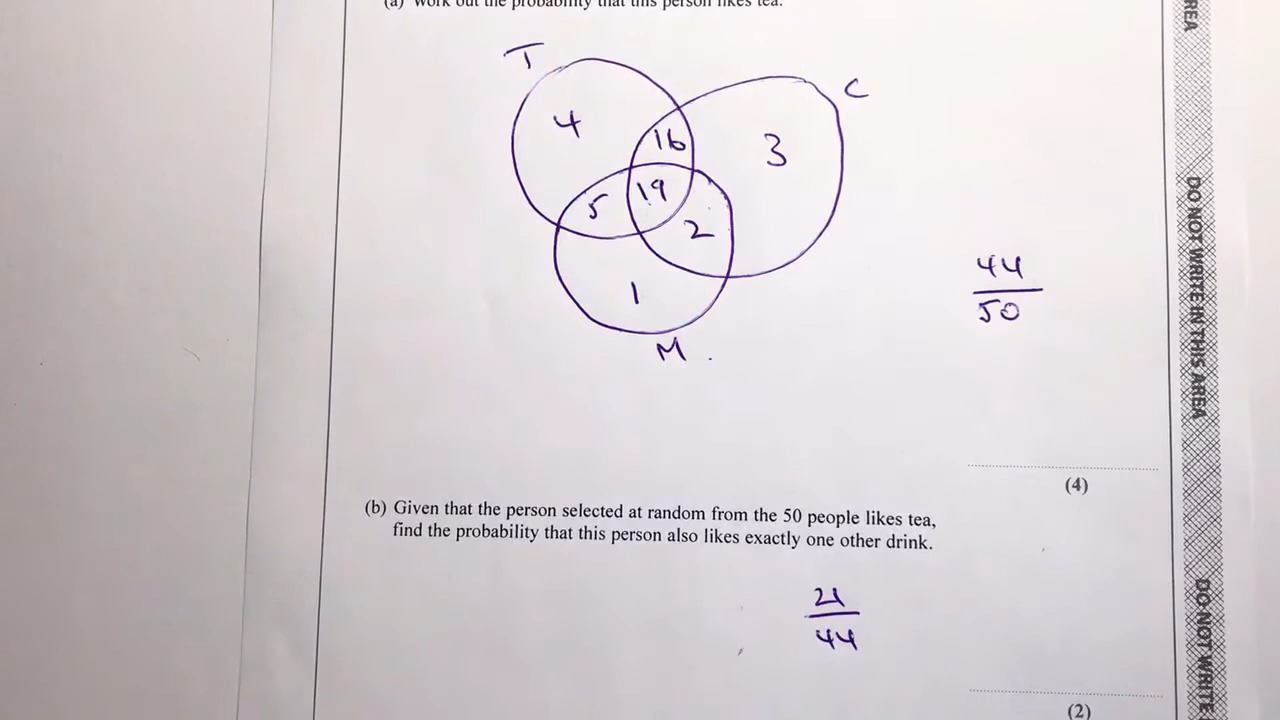 (a) Work out the probability that this person likes tea.
T
C
4
16
3
19
5
2
1
M
44
50
(4)
(b) Given that the person selected at random from the 50 people likes tea,
find the probability that this person also likes exactly one other drink.
21
44
(2)
REA
DO NOT WRITE IN THIS AREA
DO NOT WRITE